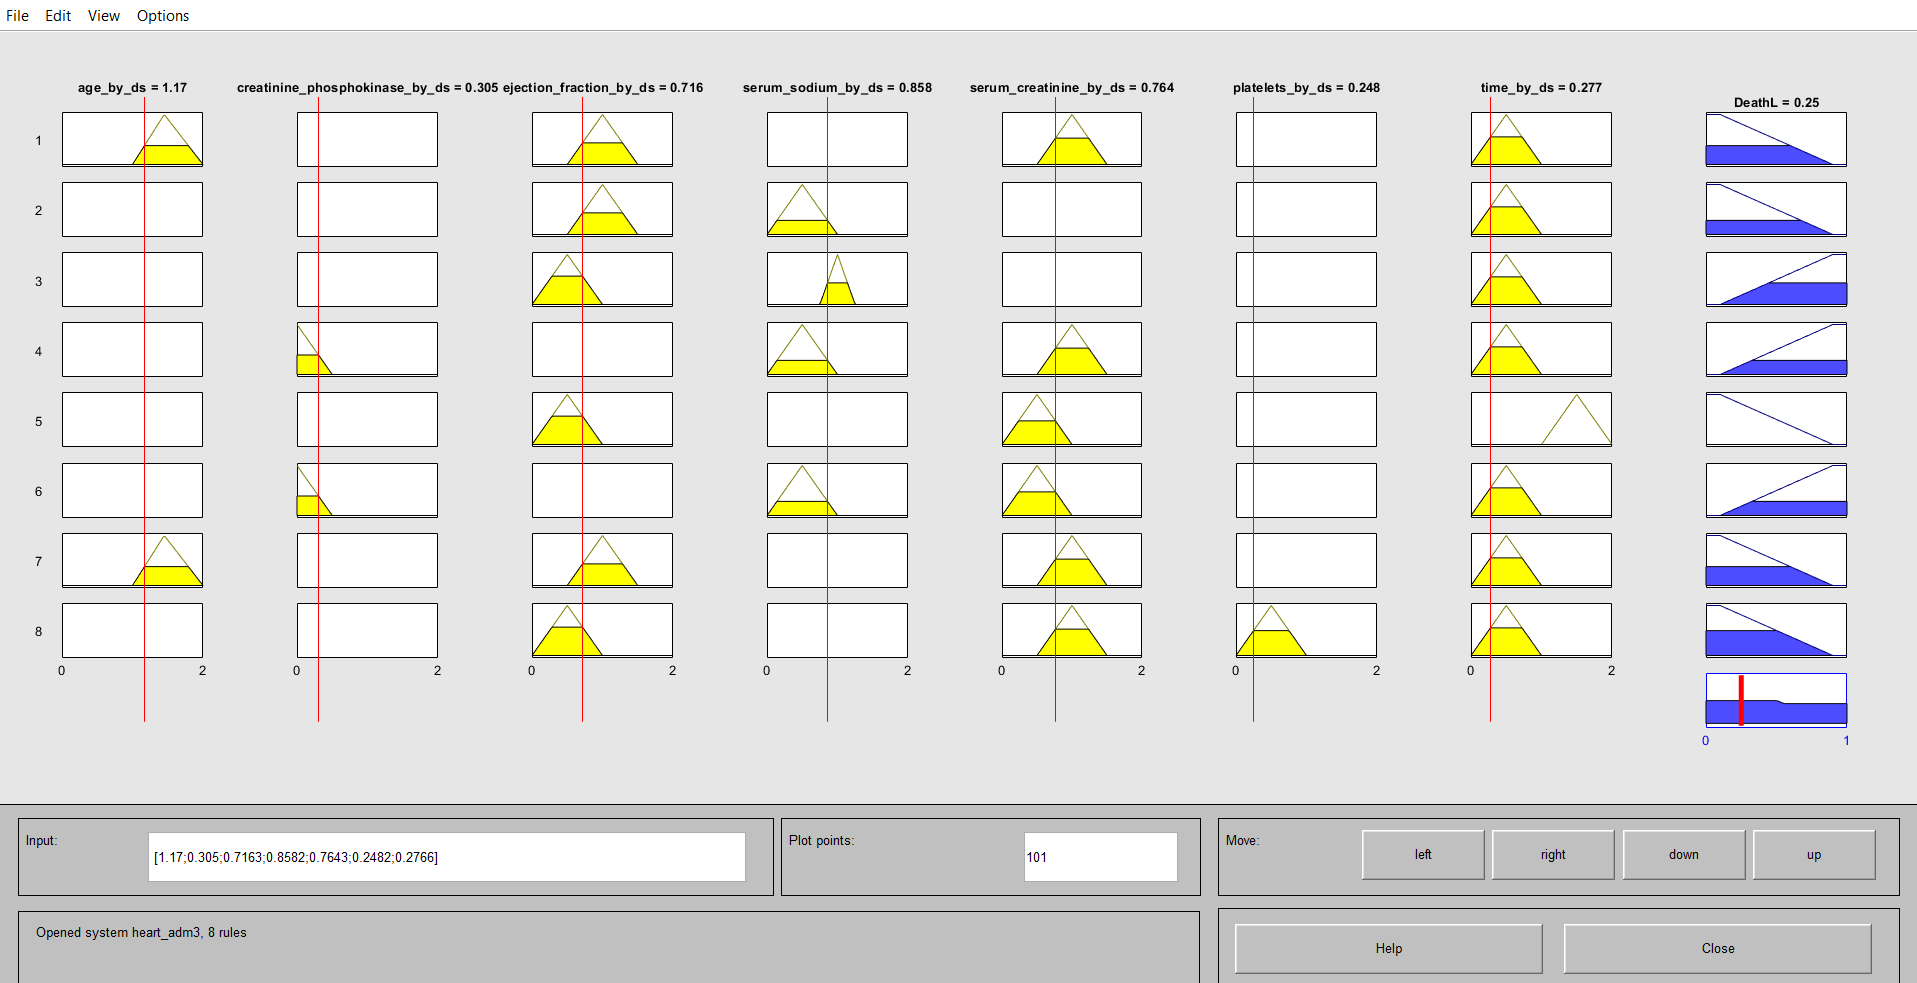 File Edit View Options
age_by_ds = 1.17 creatinine_phosphokinase_by_ds = 0.305 ejection_fraction_by_ds = 0.716 serum_sodium_by_ds = 0.858 serum_creatinine_by_ds = 0.764 platelets_by_ds = 0.248 time_by_ds = 0.277
DeathL = 0.25
1
2
3
4
5
6
7
8
0 2 0 2 0 2 0 2 0 2 0 2 0 2
0 1
Input: [1.17;0.305;0.7163;0.8582;0.7643;0.2482;0.2766]
Plot points: 101
Move: left right down up
Opened system heart_adm3, 8 rules
Help Close